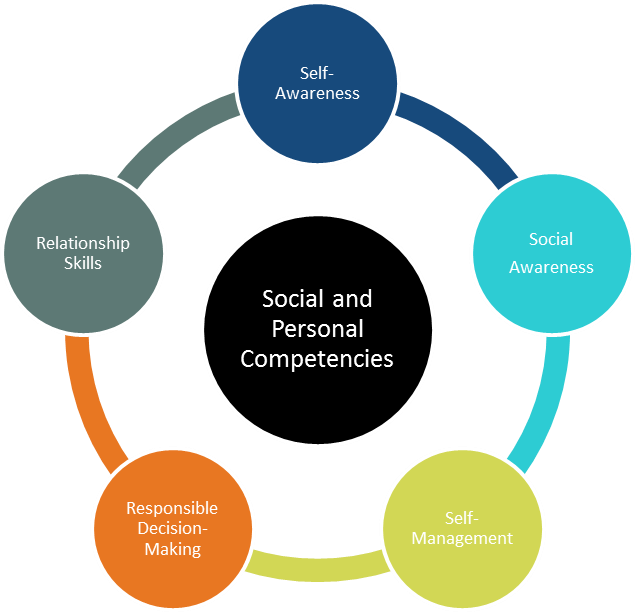 Self-
Awareness
Social
Awareness
Self-
Management
Responsible
Decision-
Making
Relationship
Skills
Social and
Personal
Competencies